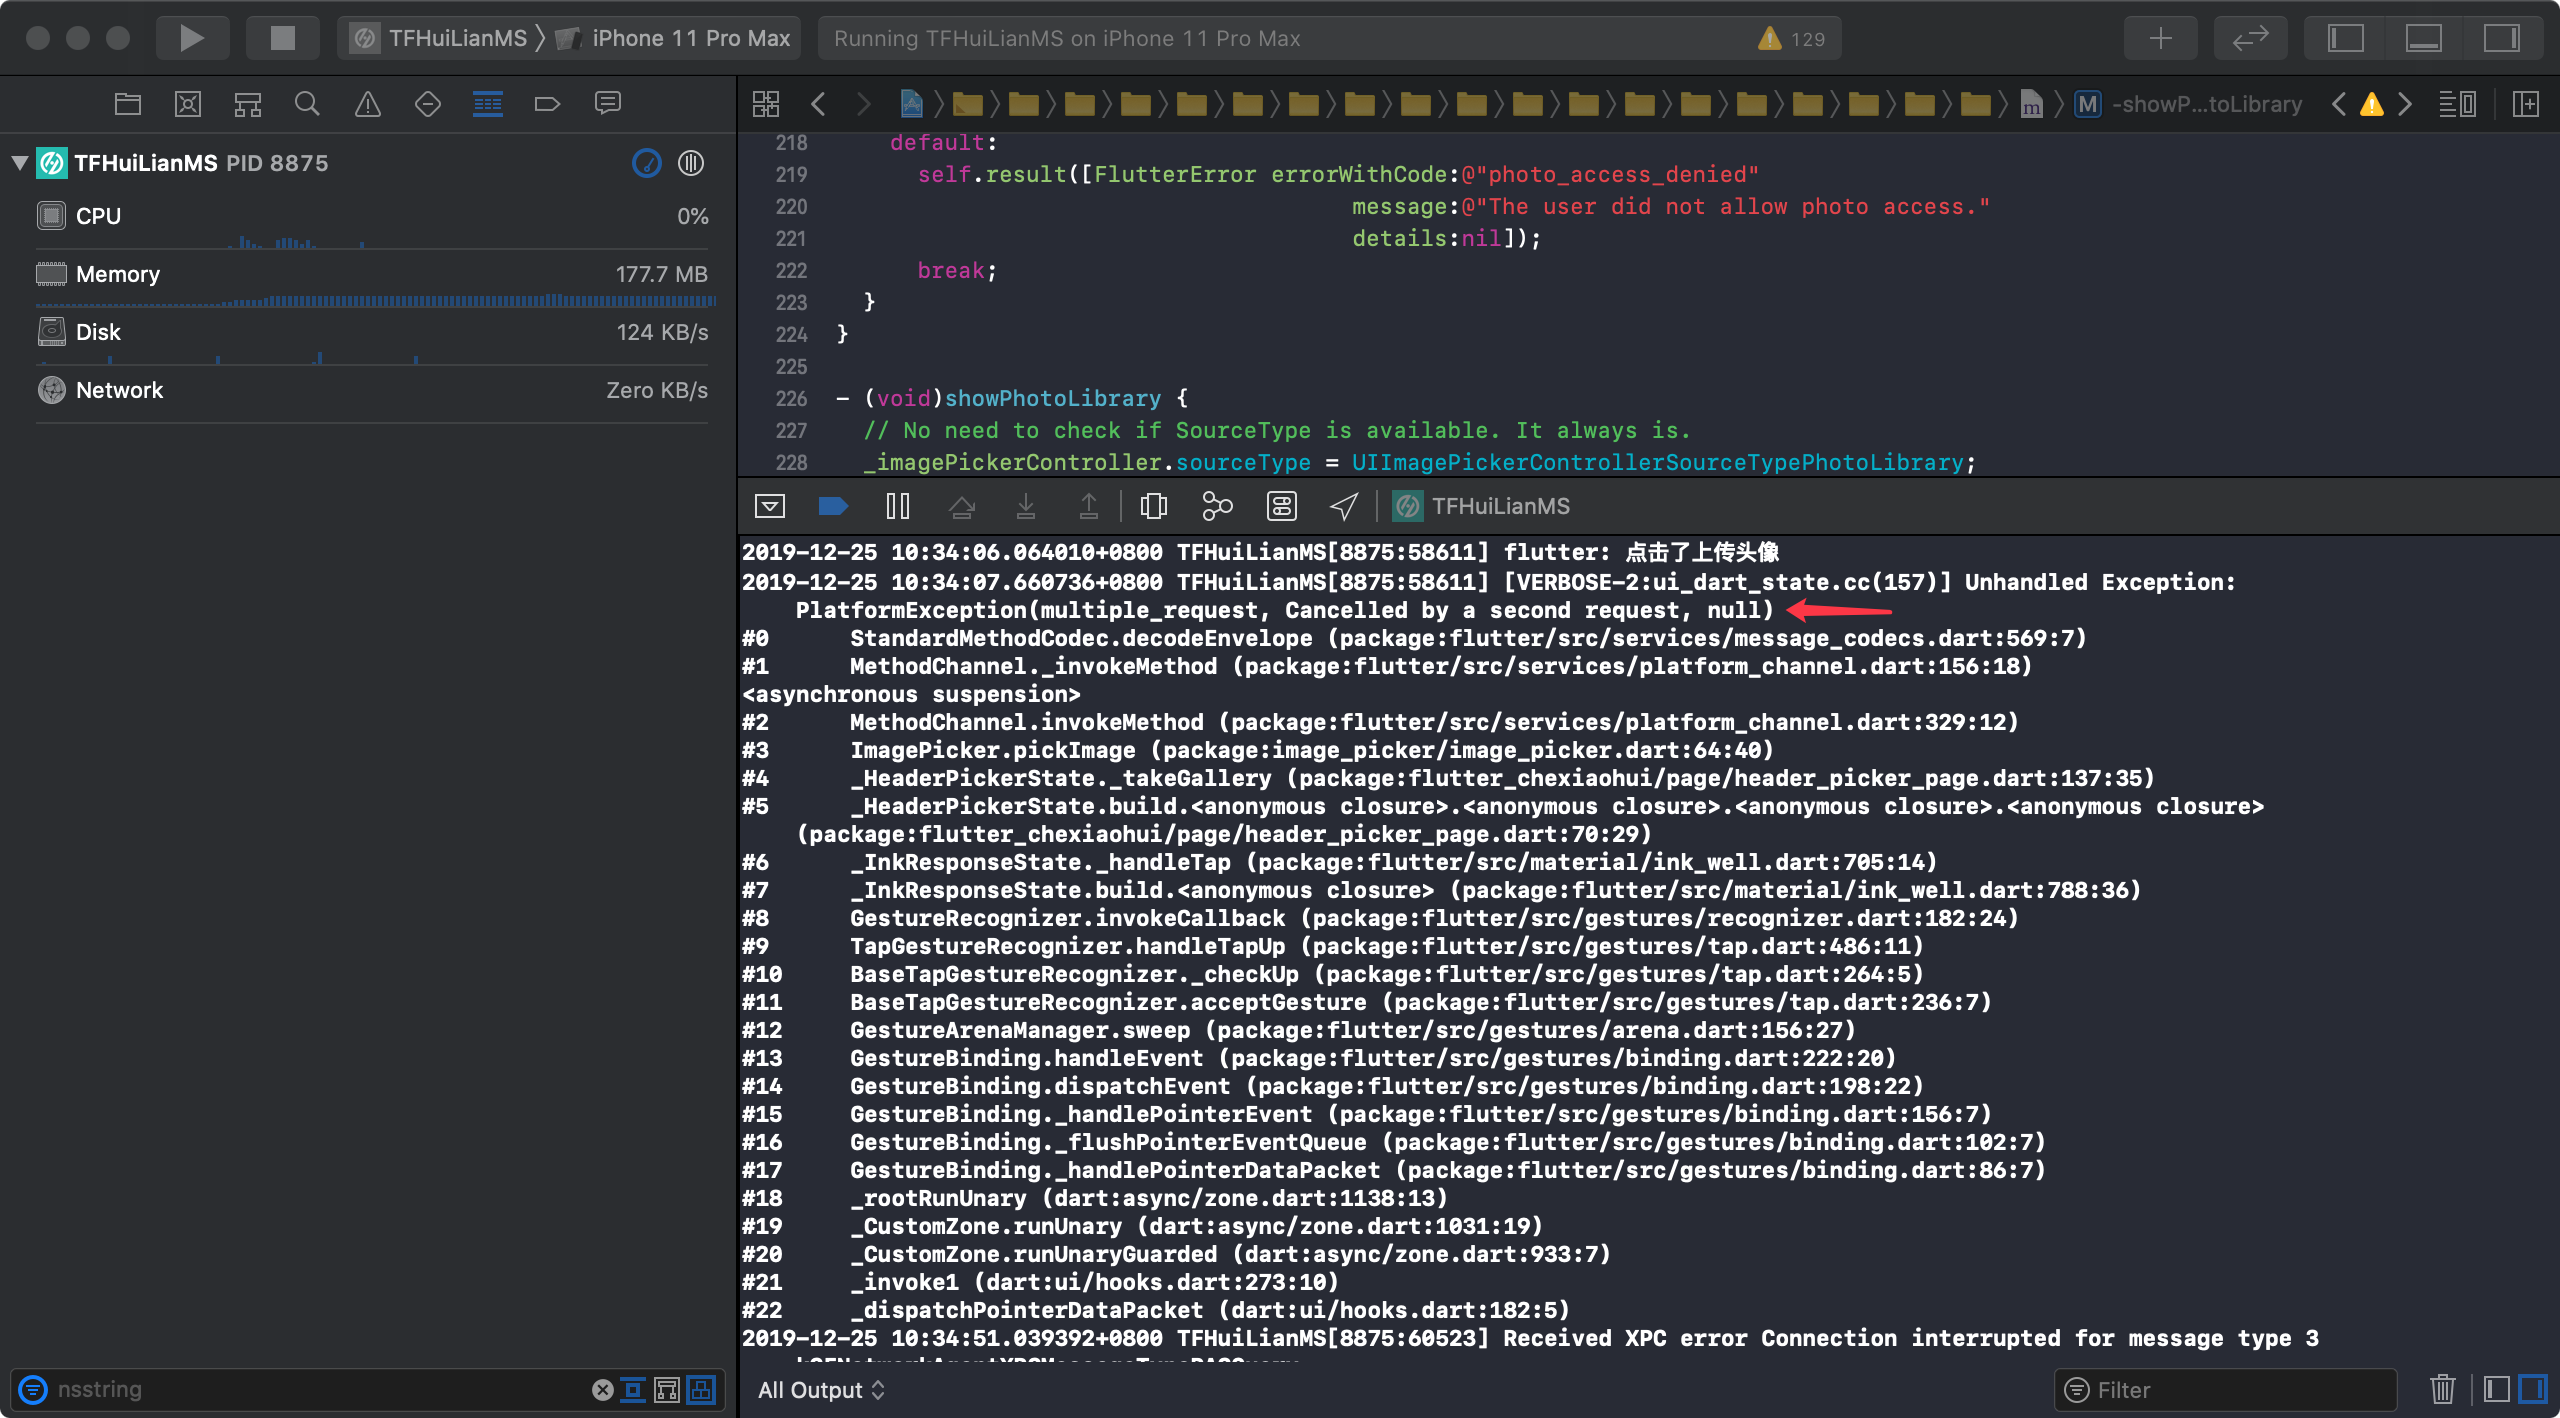 TFHuiLianMS
iPhone 11 Pro Max
Running TFHuiLianMS on iPhone 11 Pro Max
129
-showP...toLibrary
TFHuiLianMS PID 8875
CPU 0%
Memory 177.7 MB
Disk 124 KB/s
Network Zero KB/s
218 default:
219 self.result([FlutterError errorWithCode:@"photo_access_denied"
220 message:@"The user did not allow photo access."
221 details:nil]);
222 break;
223 }
224 }
225
226 - (void)showPhotoLibrary {
227 // No need to check if SourceType is available. It always is.
228 _imagePickerController.sourceType = UIImagePickerControllerSourceTypePhotoLibrary;
TFHuiLianMS
2019-12-25 10:34:06.064010+0800 TFHuiLianMS[8875:58611] flutter: 点击了上传头像
2019-12-25 10:34:07.660736+0800 TFHuiLianMS[8875:58611] [VERBOSE-2:ui_dart_state.cc(157)] Unhandled Exception:
PlatformException(multiple_request, Cancelled by a second request, null)
#0 StandardMethodCodec.decodeEnvelope (package:flutter/src/services/message_codecs.dart:569:7)
#1 MethodChannel._invokeMethod (package:flutter/src/services/platform_channel.dart:156:18)
<asynchronous suspension>
#2 MethodChannel.invokeMethod (package:flutter/src/services/platform_channel.dart:329:12)
#3 ImagePicker.pickImage (package:image_picker/image_picker.dart:64:40)
#4 _HeaderPickerState._takeGallery (package:flutter_chexiaohui/page/header_picker_page.dart:137:35)
#5 _HeaderPickerState.build.<anonymous closure>.<anonymous closure>.<anonymous closure>.<anonymous closure>
(package:flutter_chexiaohui/page/header_picker_page.dart:70:29)
#6 _InkResponseState._handleTap (package:flutter/src/material/ink_well.dart:705:14)
#7 _InkResponseState.build.<anonymous closure> (package:flutter/src/material/ink_well.dart:788:36)
#8 GestureRecognizer.invokeCallback (package:flutter/src/gestures/recognizer.dart:182:24)
#9 TapGestureRecognizer.handleTapUp (package:flutter/src/gestures/tap.dart:486:11)
#10 BaseTapGestureRecognizer._checkUp (package:flutter/src/gestures/tap.dart:264:5)
#11 BaseTapGestureRecognizer.acceptGesture (package:flutter/src/gestures/tap.dart:236:7)
#12 GestureArenaManager.sweep (package:flutter/src/gestures/arena.dart:156:27)
#13 GestureBinding.handleEvent (package:flutter/src/gestures/binding.dart:222:20)
#14 GestureBinding.dispatchEvent (package:flutter/src/gestures/binding.dart:198:22)
#15 GestureBinding._handlePointerEvent (package:flutter/src/gestures/binding.dart:156:7)
#16 GestureBinding._flushPointerEventQueue (package:flutter/src/gestures/binding.dart:102:7)
#17 GestureBinding._handlePointerDataPacket (package:flutter/src/gestures/binding.dart:86:7)
#18 _rootRunUnary (dart:async/zone.dart:1138:13)
#19 _CustomZone.runUnary (dart:async/zone.dart:1031:19)
#20 _CustomZone.runUnaryGuarded (dart:async/zone.dart:933:7)
#21 _invoke1 (dart:ui/hooks.dart:273:10)
#22 _dispatchPointerDataPacket (dart:ui/hooks.dart:182:5)
2019-12-25 10:34:51.039392+0800 TFHuiLianMS[8875:60523] Received XPC error Connection interrupted for message type 3
nsstring
All Output
Filter